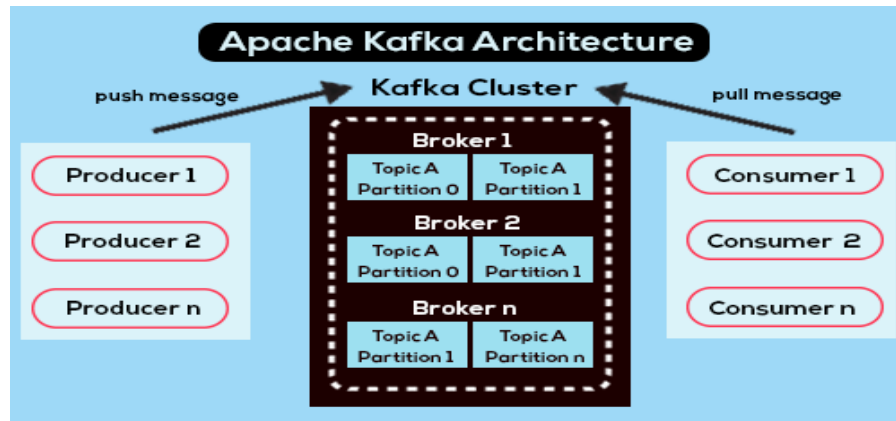 Apache Kafka Architecture
push message
Kafka Cluster
pull message
Producer 1
Producer 2
Producer n
Broker 1
Topic A
Partition 0
Topic A
Partition 1
Broker 2
Topic A
Partition 0
Topic A
Partition 1
Broker n
Topic A
Partition 1
Topic A
Partition n
Consumer 1
Consumer 2
Consumer n